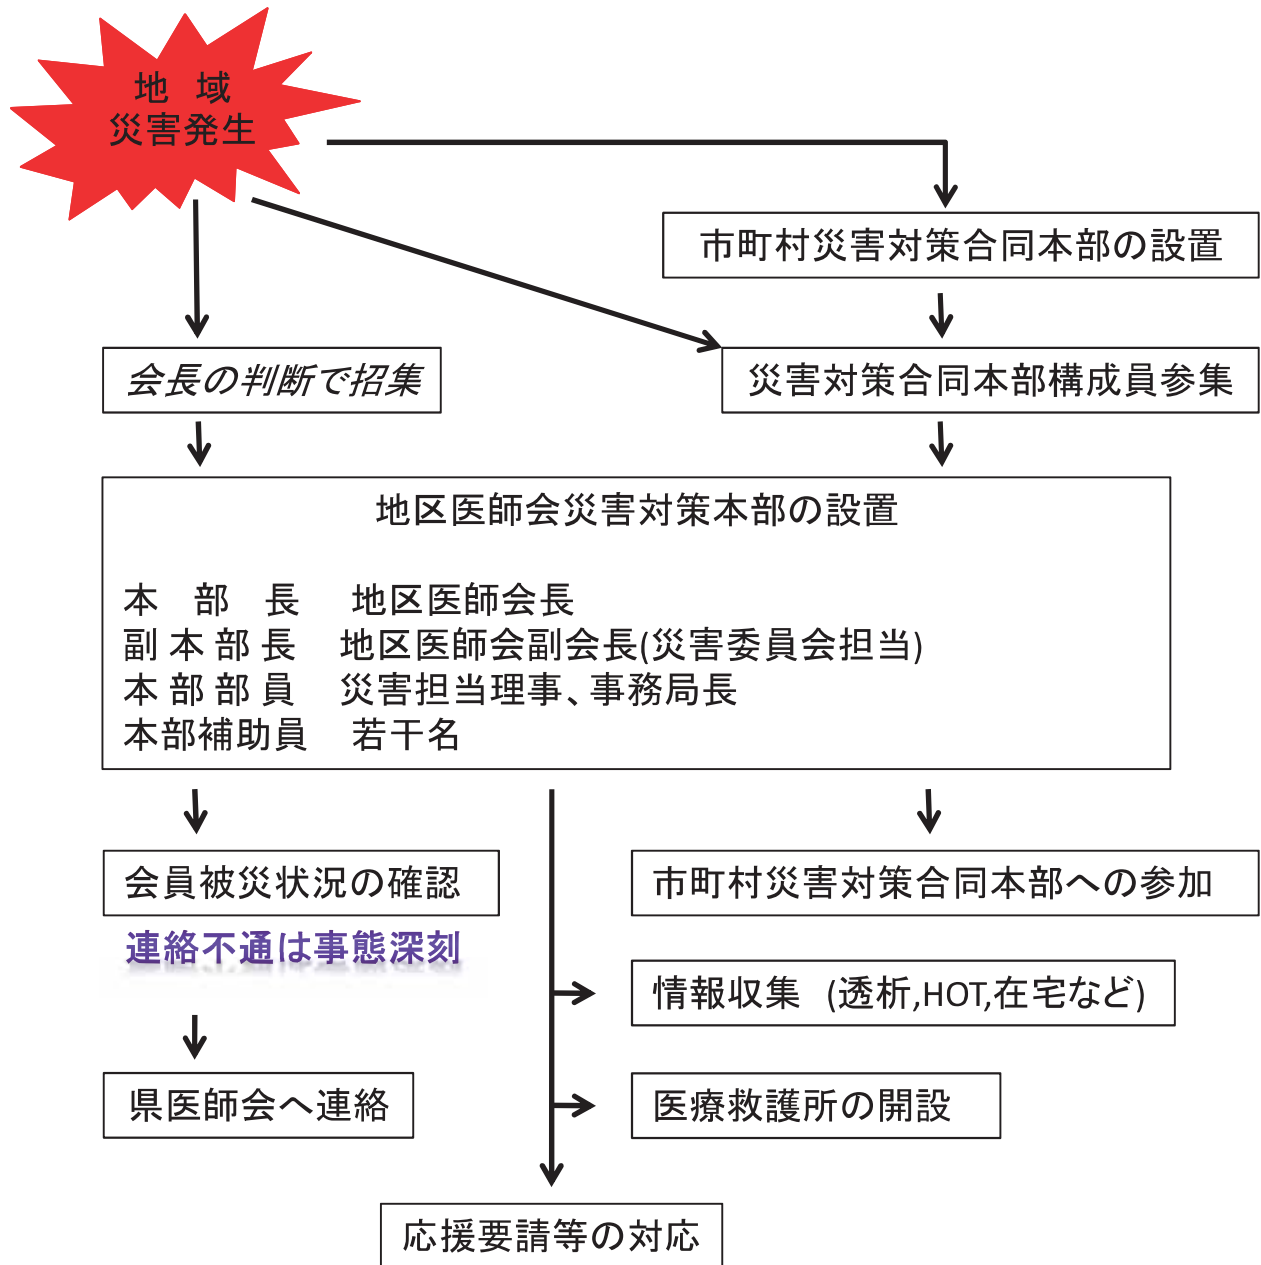 地　域
災害発生
市町村災害対策合同本部の設置
会長の判断で招集
災害対策合同本部構成員参集
地区医師会災害対策本部の設置
本　部　長　地区医師会長
副 本 部 長　地区医師会副会長(災害委員会担当)
本 部 部 員　災害担当理事、事務局長
本部補助員　若干名
会員被災状況の確認
連絡不通は事態深刻
県医師会へ連絡
市町村災害対策合同本部への参加
情報収集　(透析,HOT,在宅など)
医療救護所の開設
応援要請等の対応